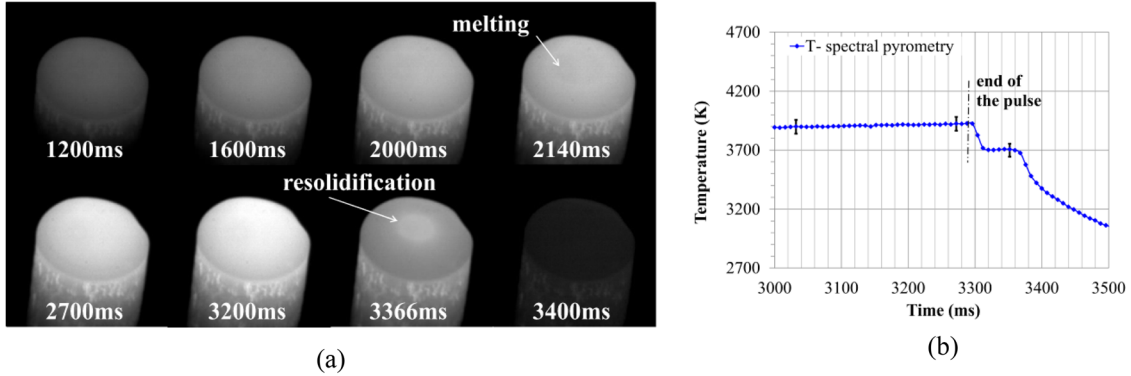 melting
1200ms
1600ms
2000ms
2140ms
resolidification
2700ms
3200ms
3366ms
3400ms
(a)
4700
4200
3700
3200
2700
Temperature (K)
T- spectral pyrometry
end of
the pulse
3000
3100
3200
3300
3400
3500
Time (ms)
(b)